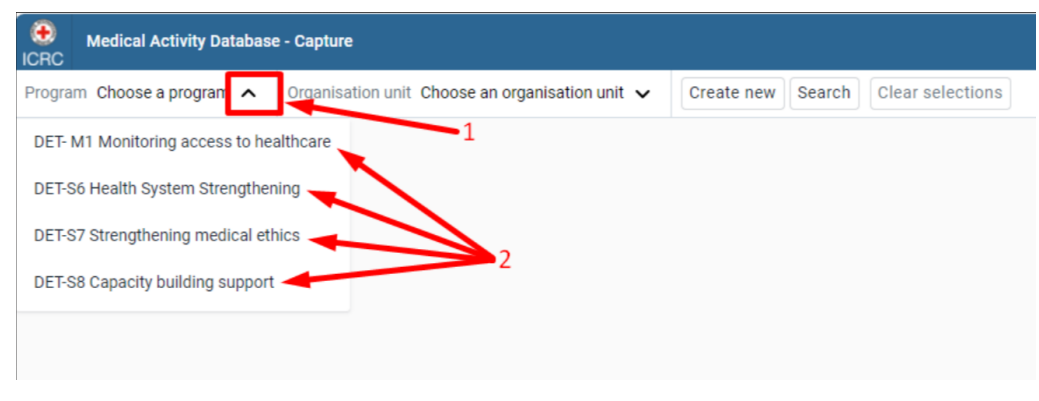 ICRC
Medical Activity Database - Capture
Program Choose a program Organisation unit Choose an organisation unit Create new Search Clear selections
1
DET- M1 Monitoring access to healthcare
DET-S6 Health System Strengthening
DET-S7 Strengthening medical ethics
2
DET-S8 Capacity building support